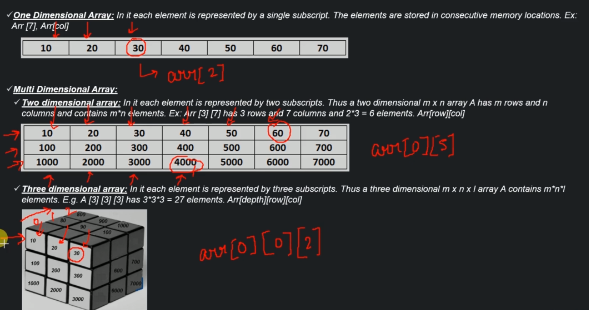 ✓ One Dimensional Array: In it each element is represented by a single subscript. The elements are stored in consecutive memory locations. Ex:
Arr [7], Arr[col]
10 20 30 40 50 60 70
arr[2]
✓ Multi Dimensional Array:
✓ Two dimensional array: In it each element is represented by two subscripts. Thus a two dimensional m x n array A has m rows and n
columns and contains m*n elements. Ex: Arr [3] [7] has 3 rows and 7 columns and 2*3 = 6 elements. Arr[row][col]
10 20 30 40 50 60 70
100 200 300 400 500 600 700
1000 2000 3000 4000 5000 6000 7000
arr[0][5]
✓ Three dimensional array: In it each element is represented by three subscripts. Thus a three dimensional m x n x l array A contains m*n*l
elements. E.g. A [3] [3] [3] has 3*3*3 = 27 elements. Arr[depth][row][col]
10 20 30
100 200 300
1000 2000 3000
arr[0][0][2]